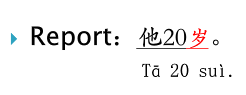 Report：他20岁。
Tā 20 suì.